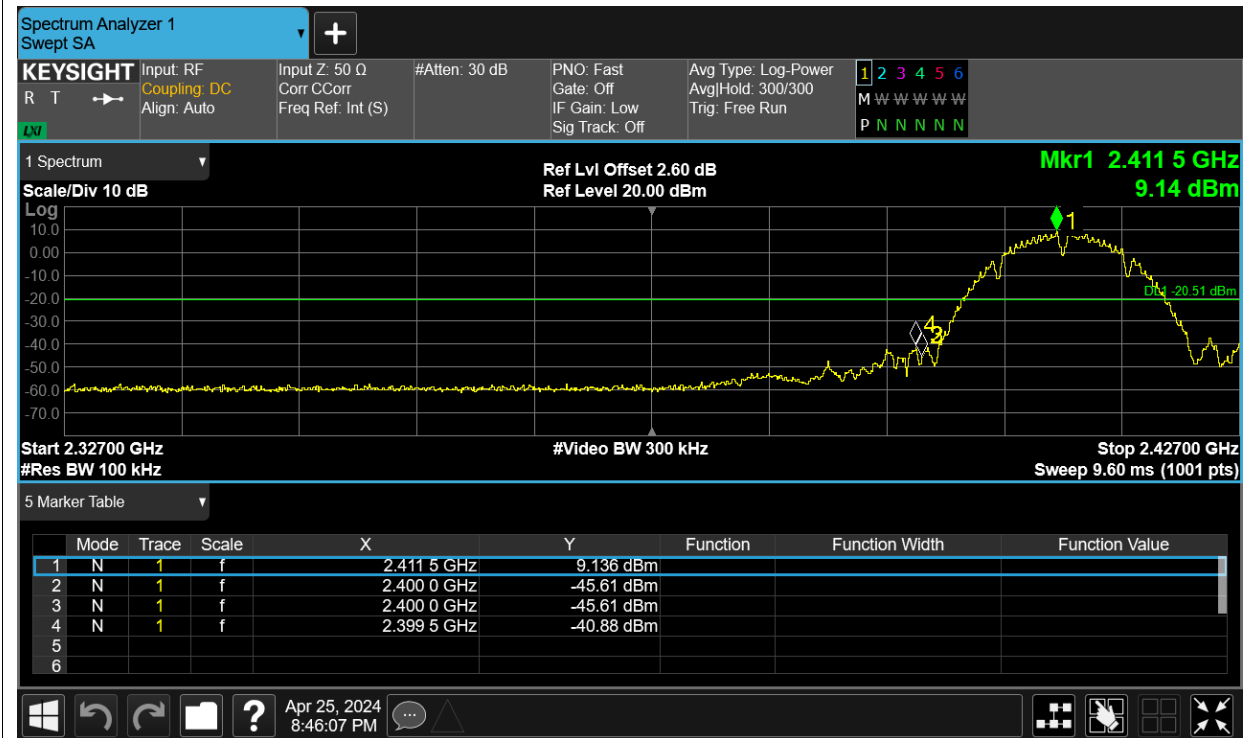 Spectrum Analyzer 1
Swept SA
+
KEYSIGHT Input: RF Input Z: 50 Ω #Atten: 30 dB PNO: Fast Avg Type: Log-Power 1 2 3 4 5 6
R T Coupling: DC Corr CCorr Gate: Off Avg|Hold: 300/300 M W W W W W W
Align: Auto Freq Ref: Int (S) IF Gain: Low Trig: Free Run
LXI Sig Track: Off P N N N N N N
1 Spectrum Ref Lvl Offset 2.60 dB Mkr1 2.411 5 GHz
Scale/Div 10 dB Ref Level 20.00 dBm 9.14 dBm
Log
1
10.0
0.00
-10.0
-20.0
DL1 -20.51 dBm
-30.0
4
-40.0
-50.0
-60.0
-70.0
Start 2.32700 GHz #Video BW 300 kHz Stop 2.42700 GHz
#Res BW 100 kHz Sweep 9.60 ms (1001 pts)
5 Marker Table
Mode Trace Scale X Y Function Function Width Function Value
1 N 1 f 2.411 5 GHz 9.136 dBm
2 N 1 f 2.400 0 GHz -45.61 dBm
3 N 1 f 2.400 0 GHz -45.61 dBm
4 N 1 f 2.399 5 GHz -40.88 dBm
5
6
? Apr 25, 2024
8:46:07 PM